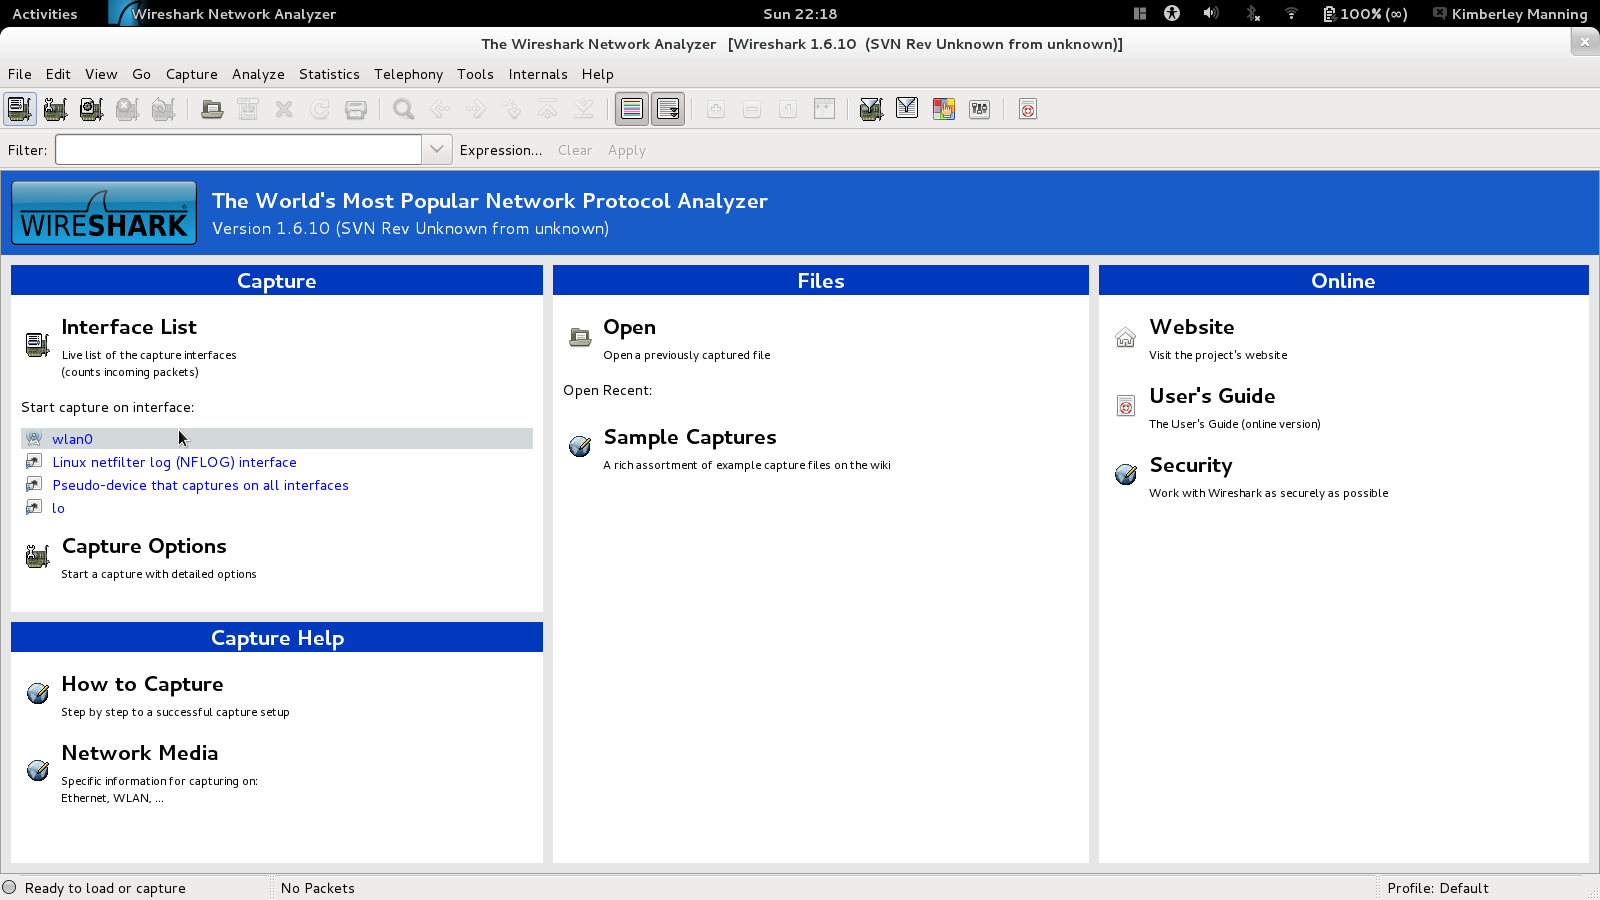 Activities
Wireshark Network Analyzer
Sun 22:18
100% (∞)
Kimberley Manning
The Wireshark Network Analyzer [Wireshark 1.6.10 (SVN Rev Unknown from unknown)]
File Edit View Go Capture Analyze Statistics Telephony Tools Internals Help
Filter:
Expression...
Clear
Apply
WIRESHARK
The World's Most Popular Network Protocol Analyzer
Version 1.6.10 (SVN Rev Unknown from unknown)
Capture
Interface List
Live list of the capture interfaces
(counts incoming packets)
Start capture on interface:
wlan0
Linux netfilter log (NFLOG) interface
Pseudo-device that captures on all interfaces
lo
Capture Options
Start a capture with detailed options
Capture Help
How to Capture
Step by step to a successful capture setup
Network Media
Specific information for capturing on:
Ethernet, WLAN, ...
Files
Open
Open a previously captured file
Open Recent:
Sample Captures
A rich assortment of example capture files on the wiki
Online
Website
Visit the project's website
User's Guide
The User's Guide (online version)
Security
Work with Wireshark as securely as possible
Ready to load or capture
No Packets
Profile: Default